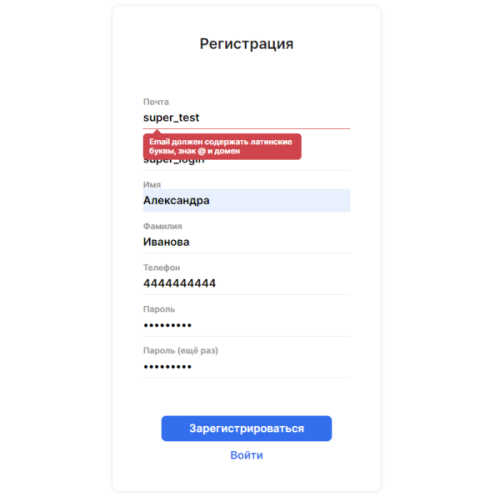 Регистрация
Почта
super_test
Email должен содержать латинские
буквы, знак @ и домен
super_login
Имя
Александра
Фамилия
Иванова
Телефон
4444444444
Пароль
•••••••••
Пароль (ещё раз)
•••••••••
Зарегистрироваться
Войти